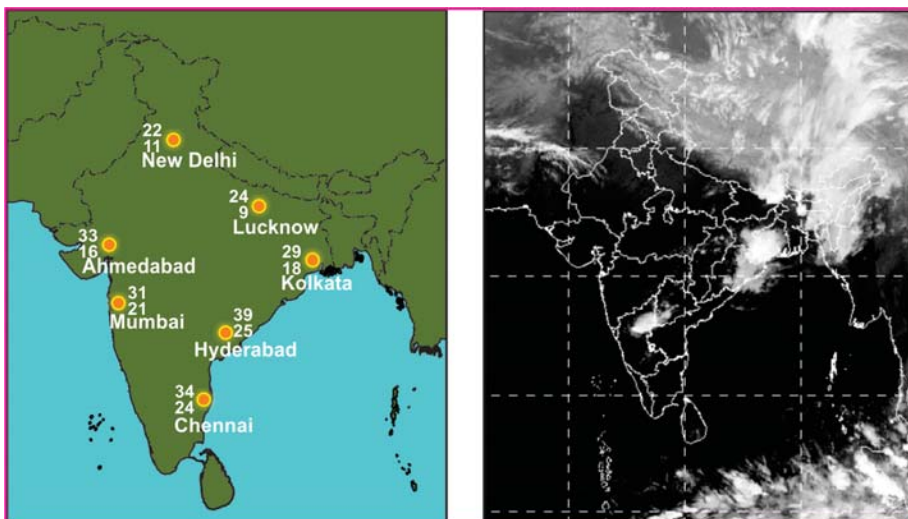 22
11
New Delhi
24
9
Lucknow
33
16
Ahmedabad
29
18
Kolkata
31
21
Mumbai
39
25
Hyderabad
34
24
Chennai